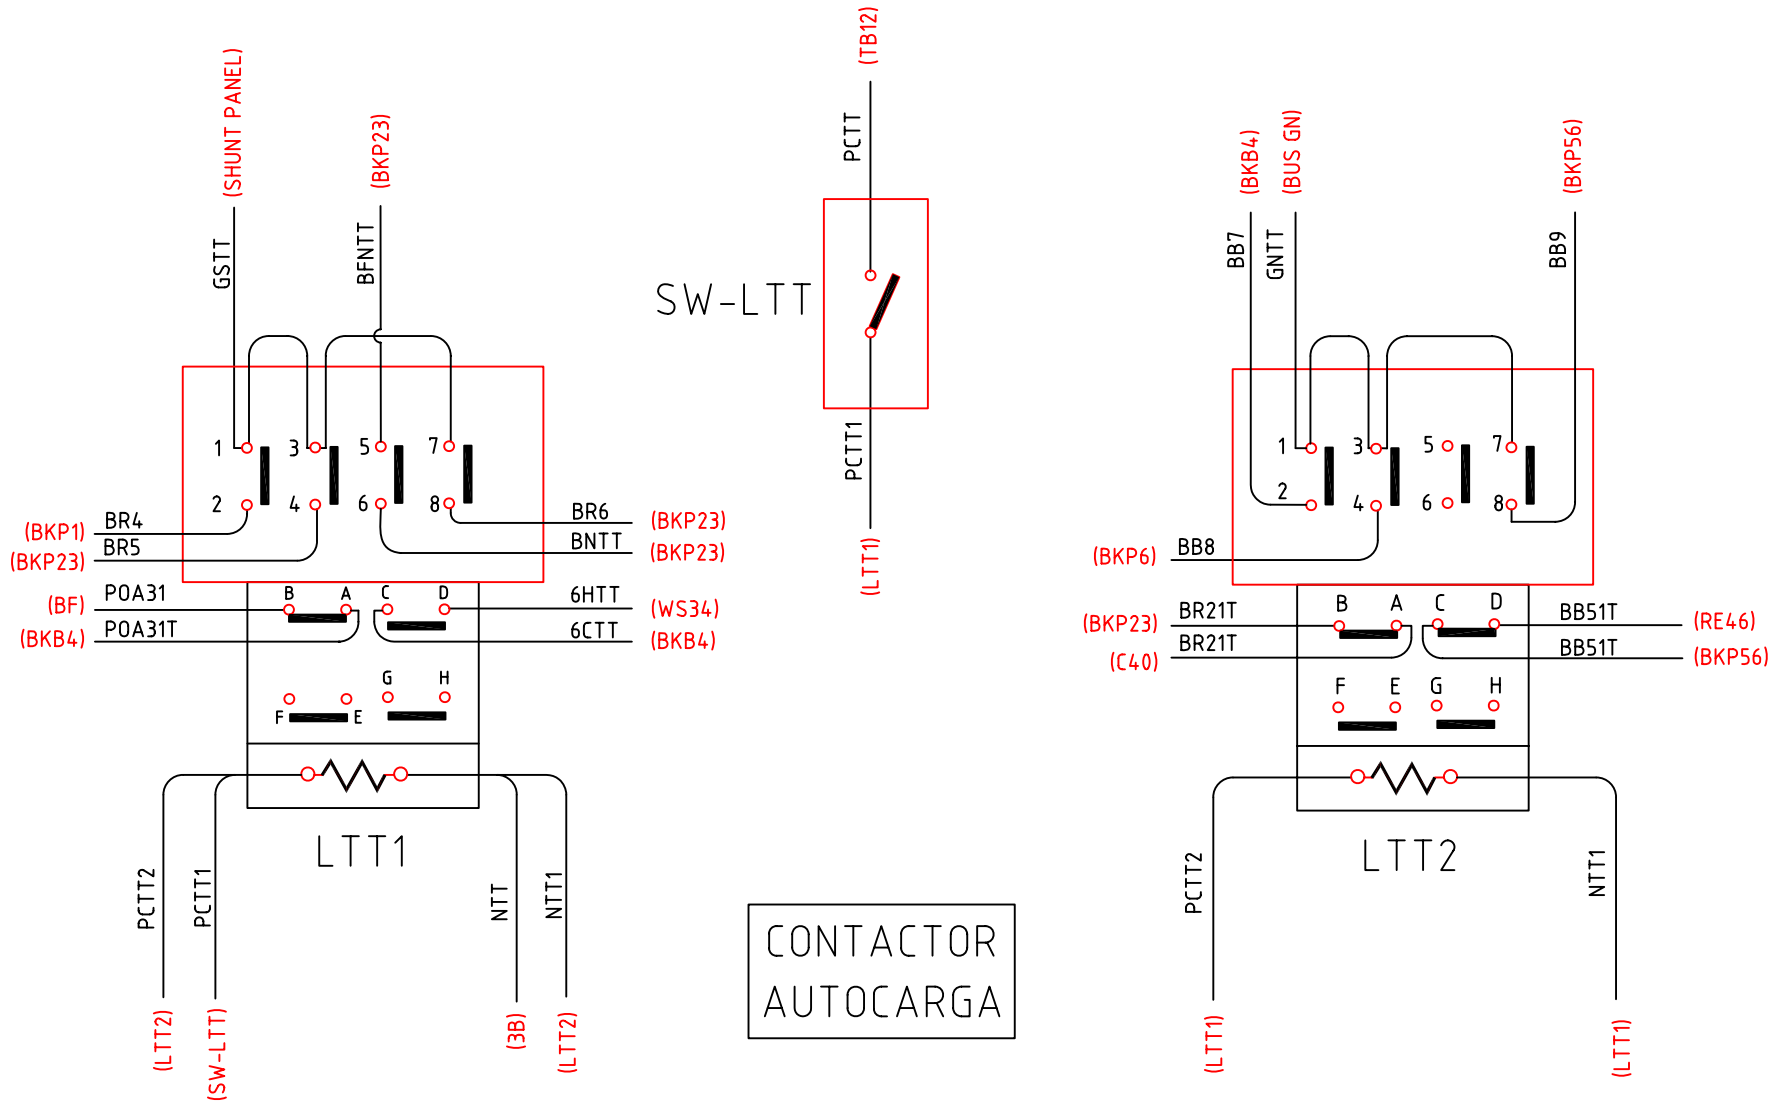 (SHUNT PANEL)
GSTT
(BKP23)
BFNTT
1
3
5
7
2
4
6
8
(BKP1)
BR4
(BKP23)
BR5
BR6
(BKP23)
BNTT
(BKP23)
(BF)
POA31
(BKB4)
POA31T
B
A
C
D
6HTT
(WS34)
6CTT
(BKB4)
G
H
F
E
LTT1
PCTT2
(LTT2)
PCTT1
(SW-LTT)
NTT
(3B)
NTT1
(LTT2)
(TB12)
PCTT
SW-LTT
PCTT1
(LTT1)
CONTACTOR
AUTOCARGA
(BKB4)
BB7
(BUS GN)
GNTT
(BKP56)
BB9
1
3
5
7
2
4
6
8
(BKP6)
BB8
(BKP23)
BR21T
(C40)
BR21T
B
A
C
D
BB51T
(RE46)
BB51T
(BKP56)
F
E
G
H
LTT2
PCTT2
(LTT1)
NTT1
(LTT1)